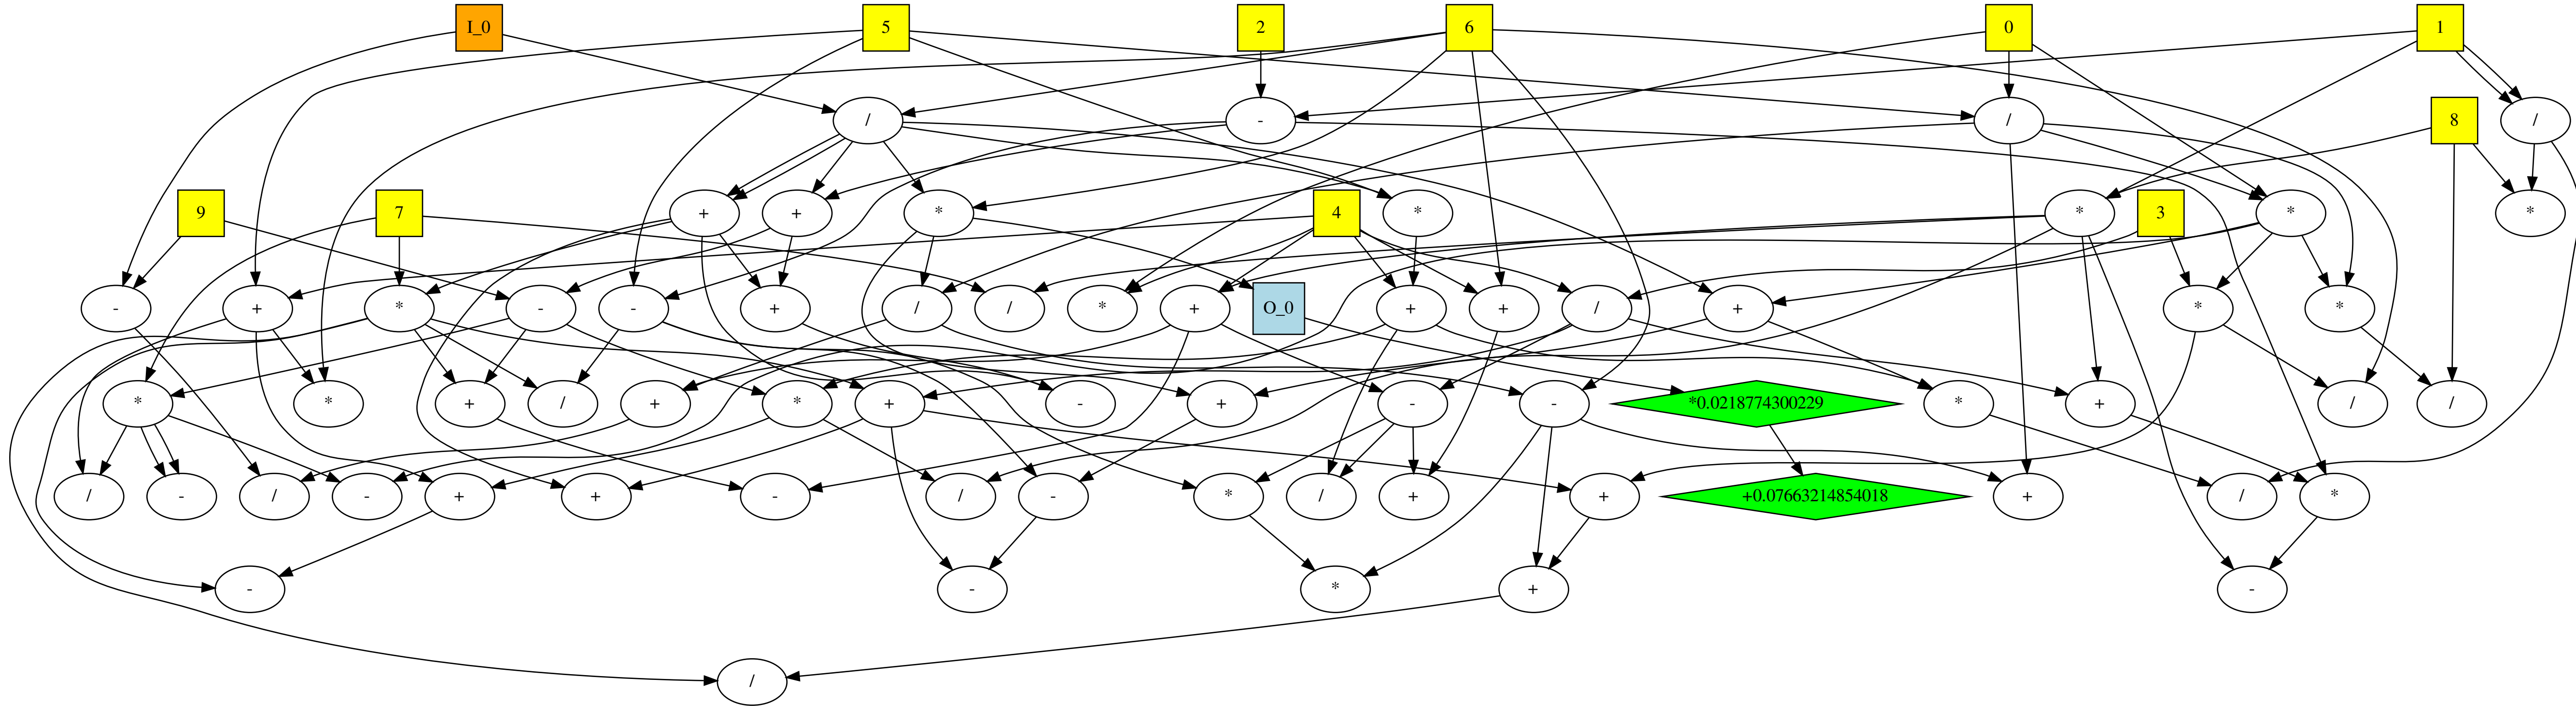 I_0 5 2 6 0 1
/ - / 8 /
9 7 + + * 4 * * 3 * *
- + * - - + / / * + O_0 + + / + * *
* * + / + * + - + - - *0.0218774300229 * + / /
/ - / - + + - / - * / + + +0.07663214854018 + / *
- - * + -
/